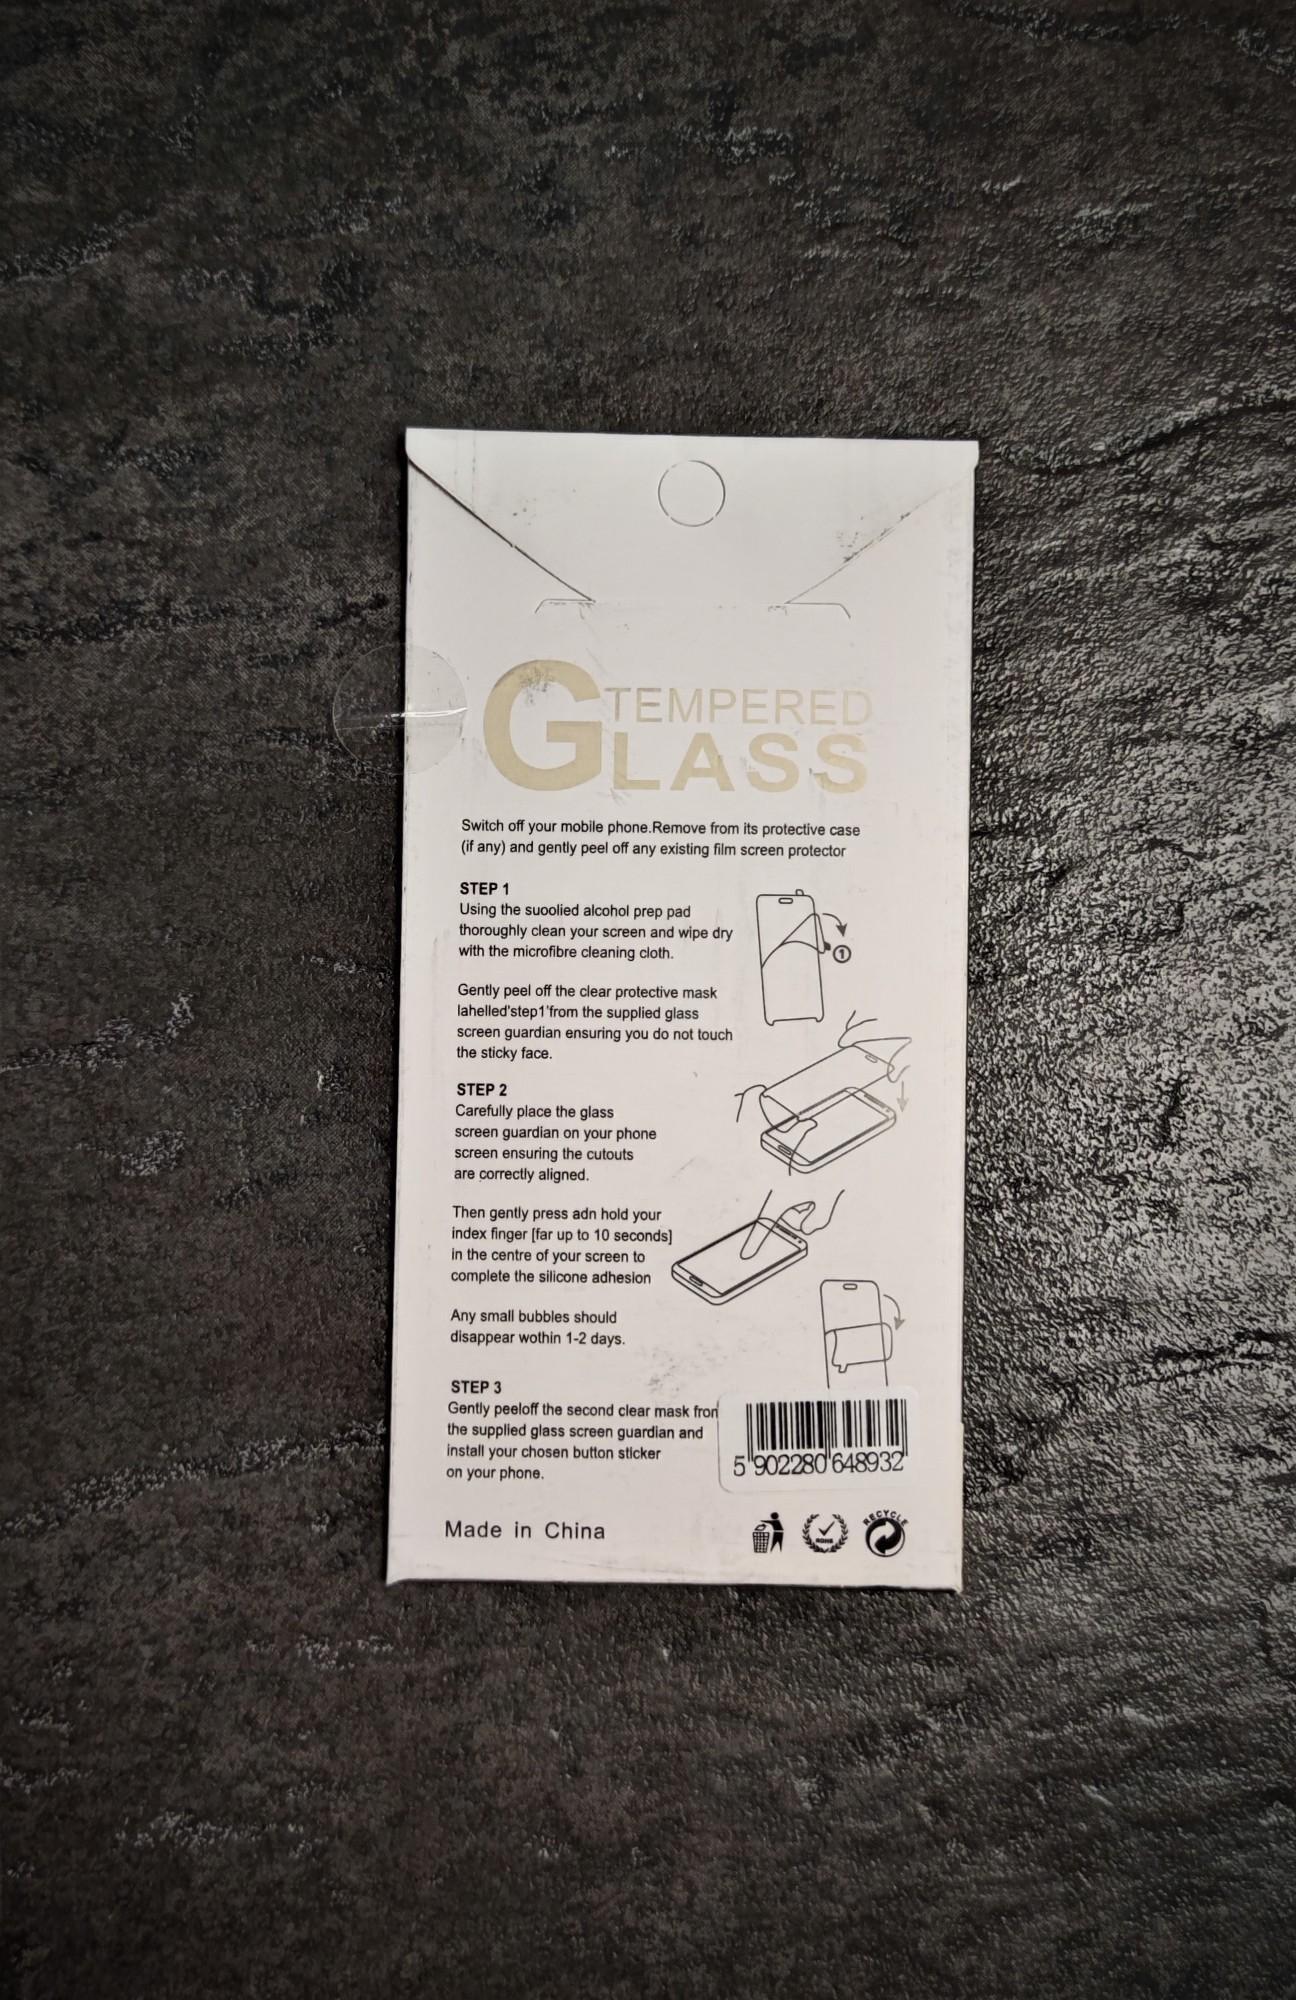 TEMPERED
GLASS
Switch off your mobile phone.Remove from its protective case
(if any) and gently peel off any existing film screen protector
STEP 1
Using the suoolied alcohol prep pad
thoroughly clean your screen and wipe dry
with the microfibre cleaning cloth.
1
Gently peel off the clear protective mask
lahelled'step1'from the supplied glass
screen guardian ensuring you do not touch
the sticky face.
STEP 2
Carefully place the glass
screen guardian on your phone
screen ensuring the cutouts
are correctly aligned.
Then gently press adn hold your
index finger [far up to 10 seconds]
in the centre of your screen to
complete the silicone adhesion
Any small bubbles should
disappear wothin 1-2 days.
STEP 3
Gently peeloff the second clear mask from
the supplied glass screen guardian and
install your chosen button sticker
on your phone.
5 902280 648932
Made in China
ROHS
RECYCLE